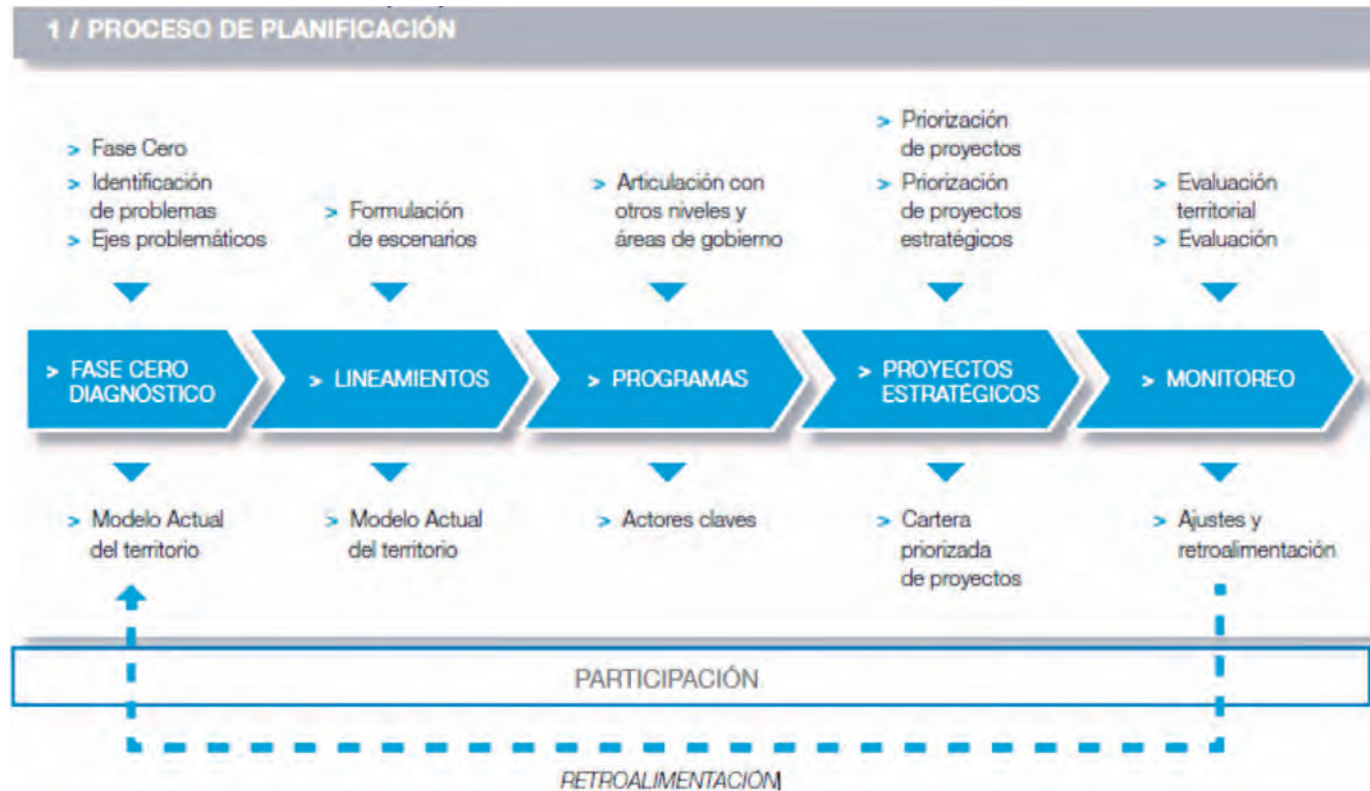 1 / PROCESO DE PLANIFICACIÓN
> Fase Cero
> Identificación
de problemas
> Ejes problemáticos
> Formulación
de escenarios
> Articulación con
otros niveles y
áreas de gobierno
> Priorización
de proyectos
> Priorización
de proyectos
estratégicos
> Evaluación
territorial
> Evaluación
> FASE CERO
DIAGNÓSTICO
> LINEAMIENTOS
> PROGRAMAS
> PROYECTOS
ESTRATÉGICOS
> MONITOREO
> Modelo Actual
del territorio
> Modelo Actual
del territorio
> Actores claves
> Cartera
priorizada
de proyectos
> Ajustes y
retroalimentación
PARTICIPACIÓN
RETROALIMENTACIÓN